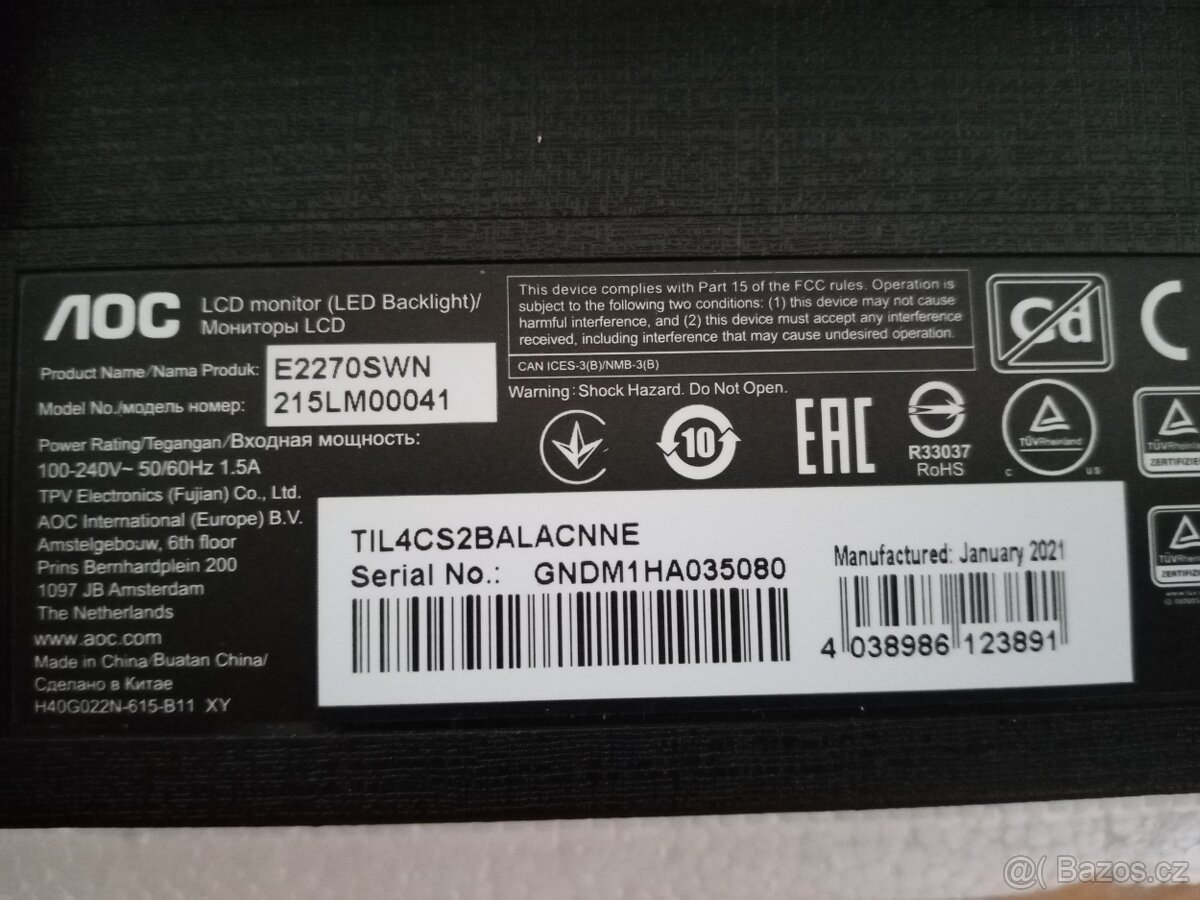 AOC
LCD monitor (LED Backlight)/
Мониторы LCD
Product Name/Nama Produk: E2270SWN
Model No./модель номер: 215LM00041
Power Rating/Tegangan/Входная мощность:
100-240V~ 50/60Hz 1.5A
TPV Electronics (Fujian) Co., Ltd.
AOC International (Europe) B.V.
Amstelgebouw, 6th floor
Prins Bernhardplein 200
1097 JB Amsterdam
The Netherlands
www.aoc.com
Made in China/Buatan China/
Сделано в Китае
H40G022N-615-B11 XY
This device complies with Part 15 of the FCC rules. Operation is
subject to the following two conditions: (1) this device may not cause
harmful interference, and (2) this device must accept any interference
received, including interference that may cause undesired operation.
CAN ICES-3(B)/NMB-3(B)
Warning: Shock Hazard. Do Not Open.
Cd
CE
10
EAC
R33037
RoHS
TÜVRheinland
C US
TÜVRheinland
ZERTIFIZIE
TÜVRheinl
ZERTIFIZIE
TIL4CS2BALACNNE
Serial No.: GNDM1HA035080
Manufactured: January 2021
4 038986 123891
@( Bazos.cz